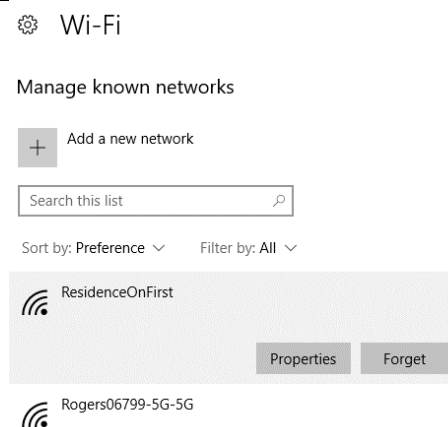 Wi-Fi
Manage known networks
Add a new network
Search this list
Sort by: Preference Filter by: All
ResidenceOnFirst
Properties Forget
Rogers06799-5G-5G